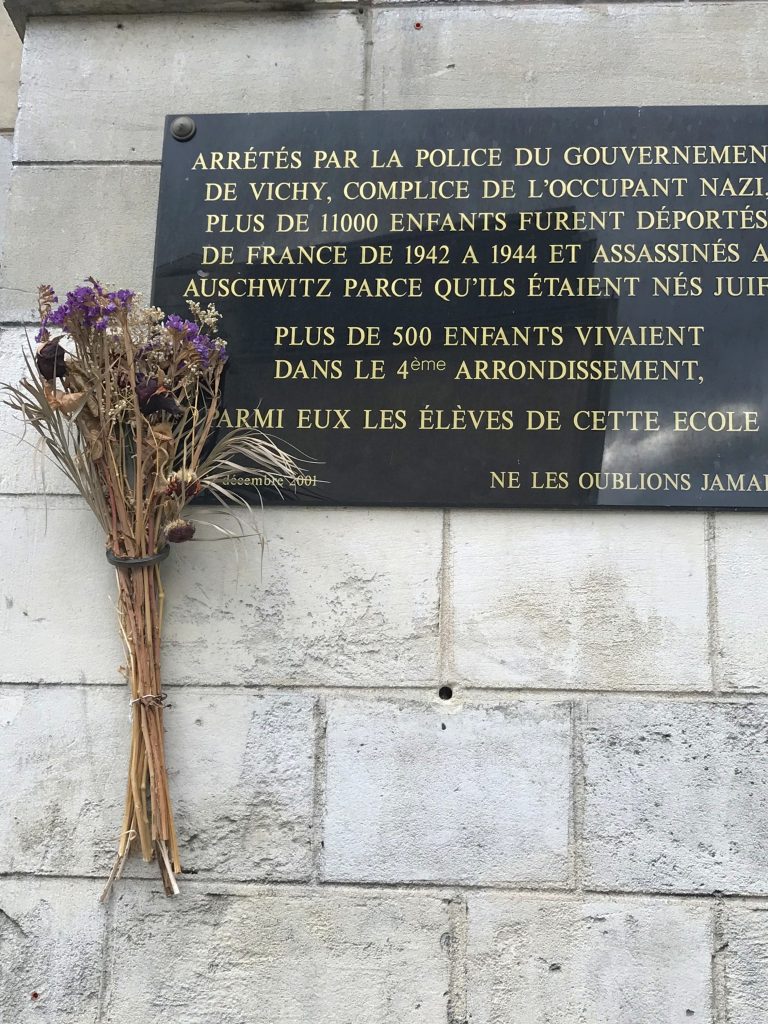 ARRÉTÉS PAR LA POLICE DU GOUVERNEMEN
DE VICHY, COMPLICE DE L'OCCUPANT NAZI,
PLUS DE 11000 ENFANTS FURENT DÉPORTÉS
DE FRANCE DE 1942 A 1944 ET ASSASSINÉS A
AUSCHWITZ PARCE QU'ILS ÉTAIENT NÉS JUIF
PLUS DE 500 ENFANTS VIVAIENT
DANS LE 4ème ARRONDISSEMENT,
PARMI EUX LES ÉLÈVES DE CETTE ECOLE
décembre 2001 NE LES OUBLIONS JAMAI